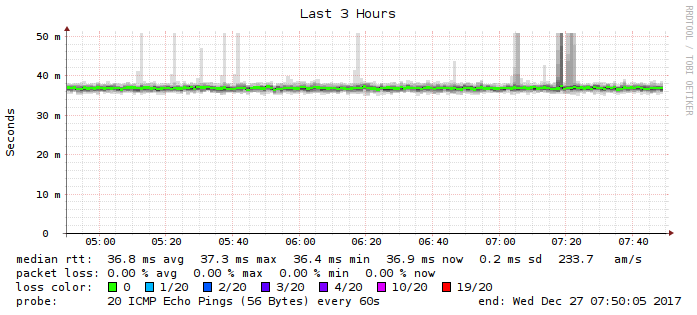 Last 3 Hours
RRDTOOL / TOBI OETIKER
Seconds
50 m
40 m
30 m
20 m
10 m
0
05:00 05:20 05:40 06:00 06:20 06:40 07:00 07:20 07:40
median rtt: 36.8 ms avg 37.3 ms max 36.4 ms min 36.9 ms now 0.2 ms sd 233.7 am/s
packet loss: 0.00 % avg 0.00 % max 0.00 % min 0.00 % now
loss color: 0 1/20 2/20 3/20 4/20 10/20 19/20
probe: 20 ICMP Echo Pings (56 Bytes) every 60s end: Wed Dec 27 07:50:05 2017